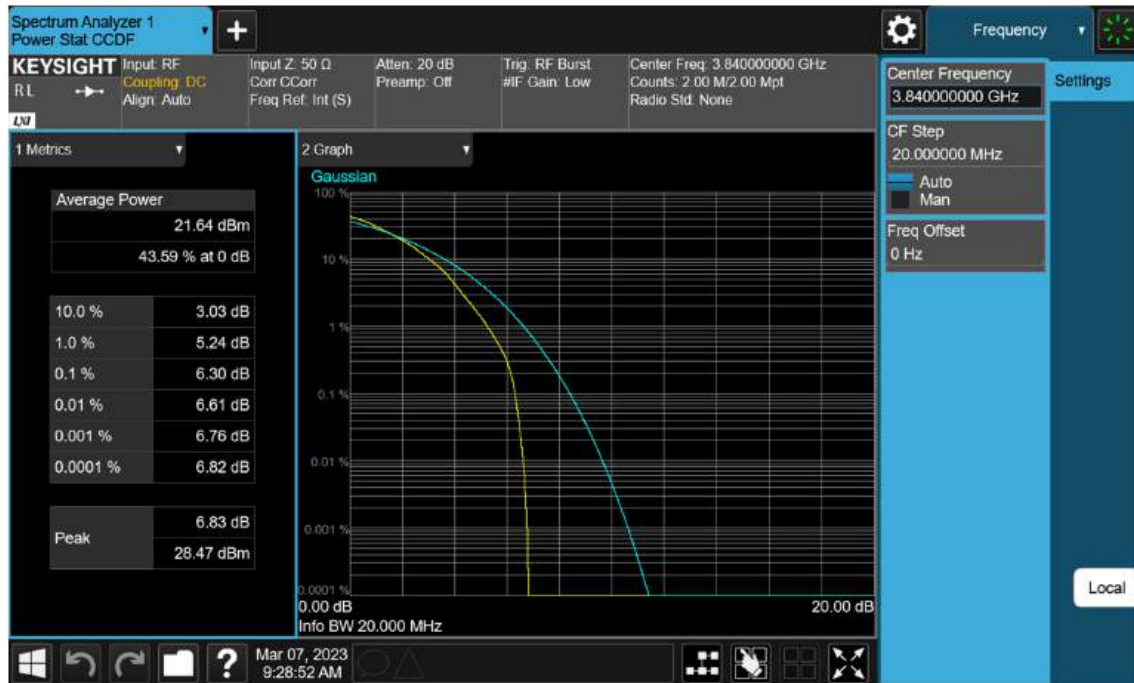 Spectrum Analyzer 1
Power Stat CCDF
Frequency
KEYSIGHT
RL
LXI
Input: RF
Coupling: DC
Align: Auto
Input Z: 50 Ω
Corr CCorr
Freq Ref: Int (S)
Atten: 20 dB
Preamp: Off
Trig: RF Burst
#IF Gain: Low
Center Freq: 3.840000000 GHz
Counts: 2.00 M/2.00 Mpt
Radio Std: None
Center Frequency
3.840000000 GHz
Settings
CF Step
20.000000 MHz
Auto
Man
Freq Offset
0 Hz
Local
1 Metrics
Average Power
21.64 dBm
43.59 % at 0 dB
10.0 % 3.03 dB
1.0 % 5.24 dB
0.1 % 6.30 dB
0.01 % 6.61 dB
0.001 % 6.76 dB
0.0001 % 6.82 dB
Peak
6.83 dB
28.47 dBm
2 Graph
Gaussian
100 %
10 %
1 %
0.1 %
0.01 %
0.001 %
0.0001 %
0.00 dB 20.00 dB
Info BW 20.000 MHz
?
Mar 07, 2023
9:28:52 AM